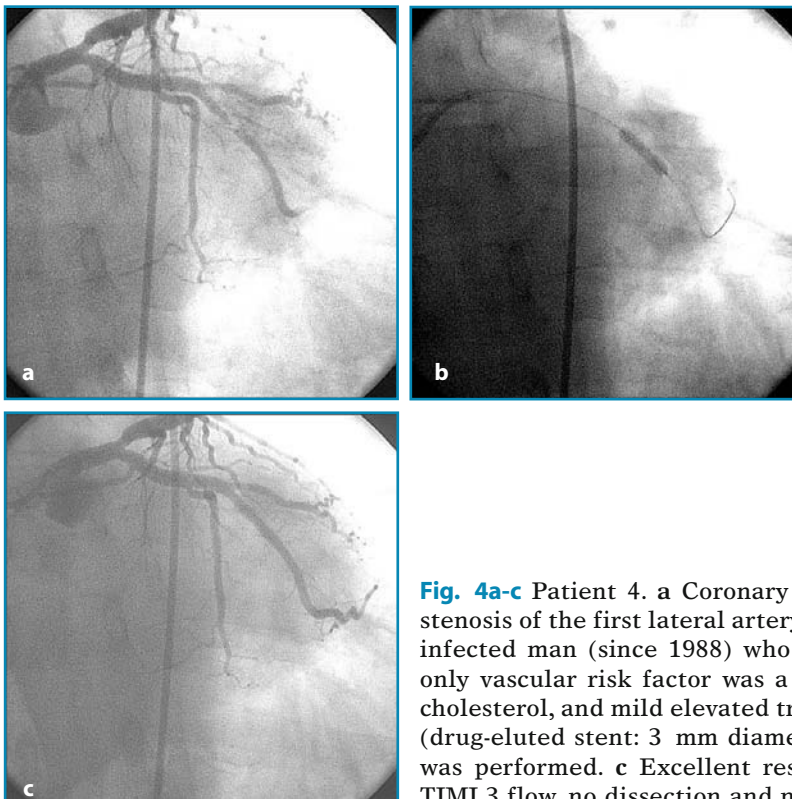 a
b
c
Fig. 4a-c Patient 4. a Coronary
stenosis of the first lateral artery
infected man (since 1988) who
only vascular risk factor was a
cholesterol, and mild elevated tr
(drug-eluted stent: 3 mm diame
was performed. c Excellent res
TIMI 3 flow, no dissection and n